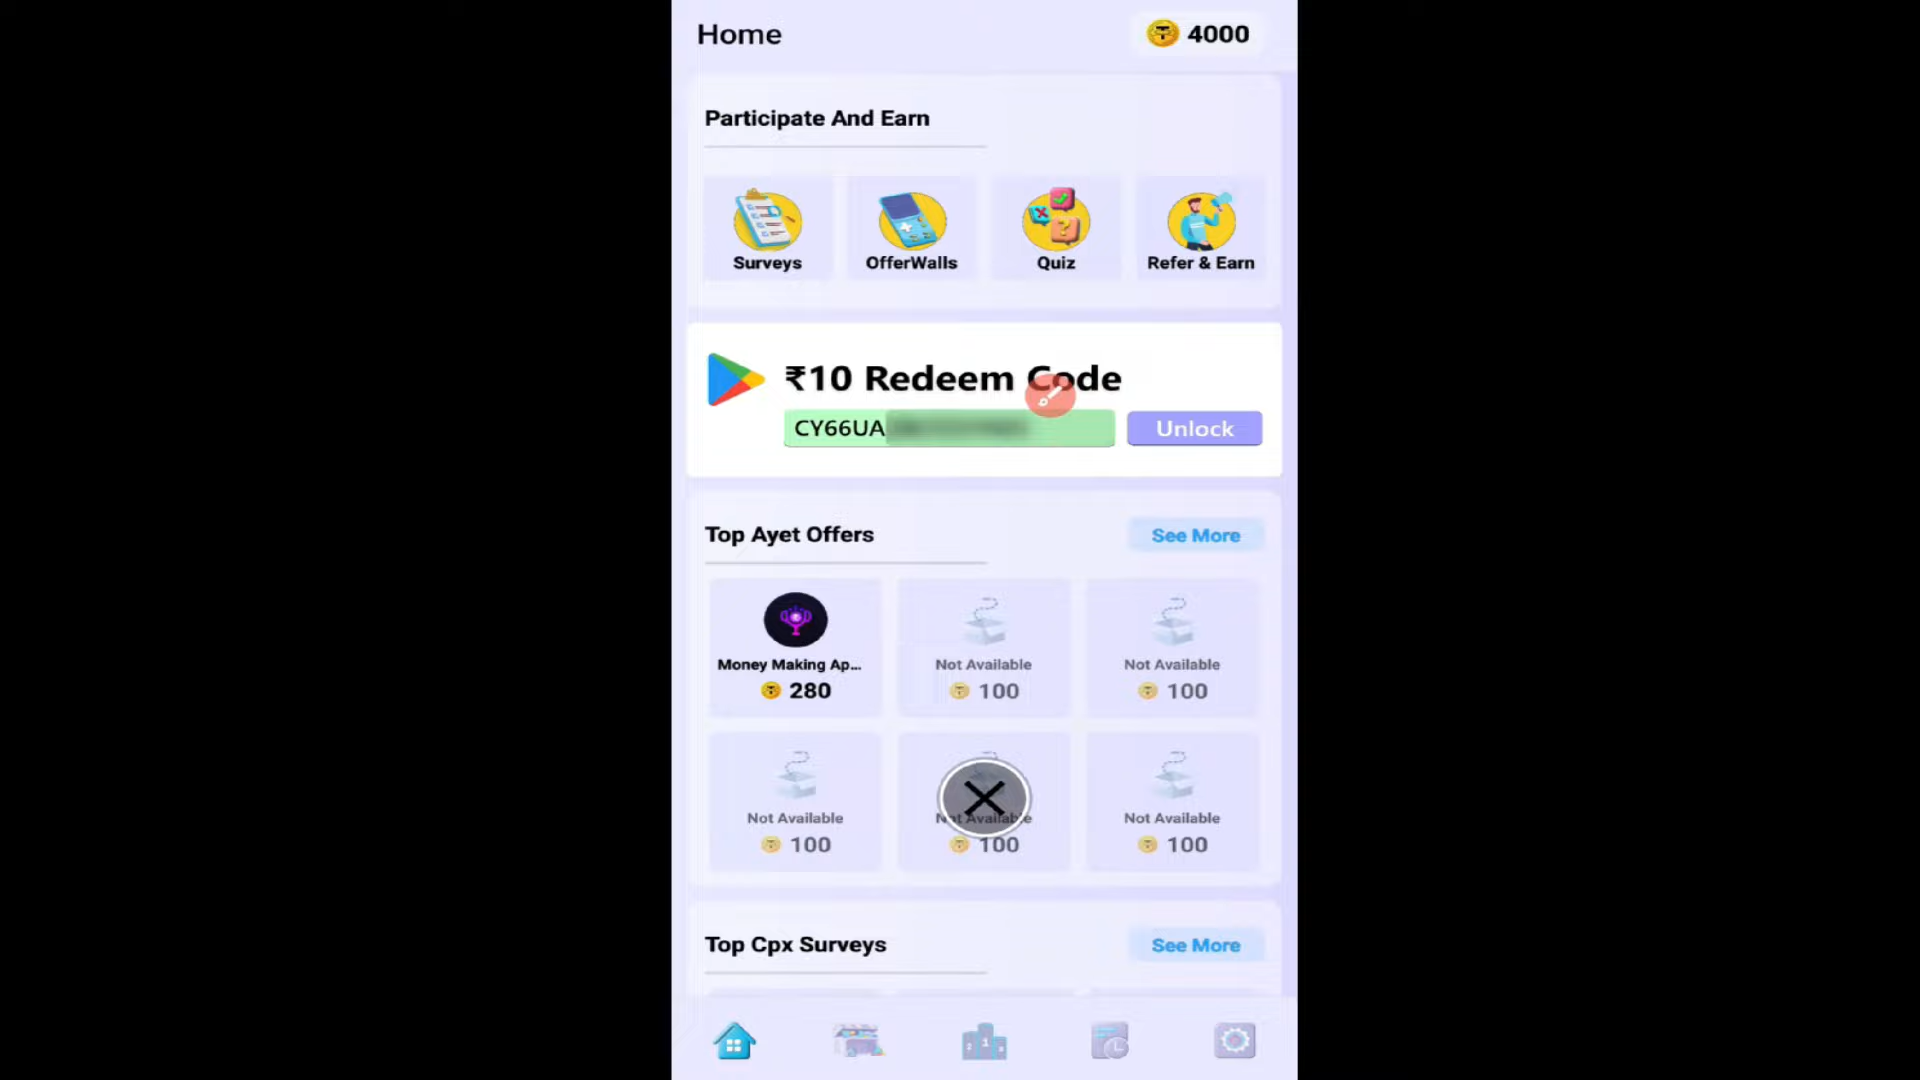 Home
4000
Participate And Earn
Surveys
OfferWalls
Quiz
Refer & Earn
₹10 Redeem Code
CY66UA
Unlock
Top Ayet Offers
See More
Money Making Ap...
280
Not Available
100
Not Available
100
Not Available
100
Not Available
100
Not Available
100
Top Cpx Surveys
See More